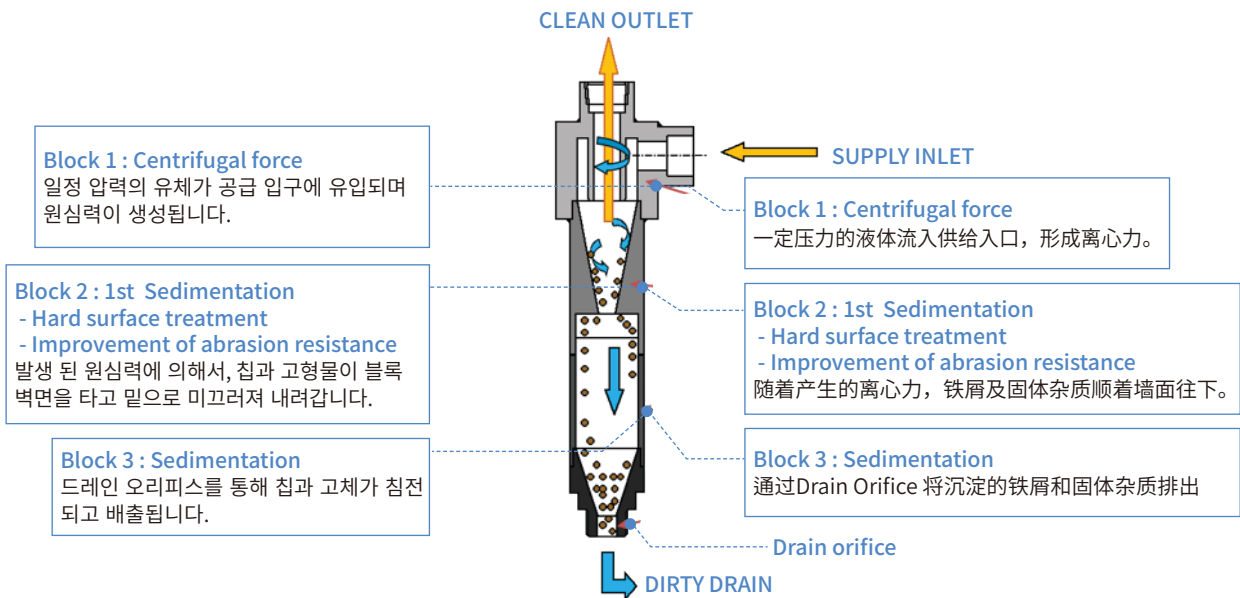 CLEAN OUTLET
SUPPLY INLET
Block 1 : Centrifugal force
일정 압력의 유체가 공급 입구에 유입되며
원심력이 생성됩니다.
Block 1 : Centrifugal force
一定压力的液体流入供给入口，形成离心力。
Block 2 : 1st Sedimentation
- Hard surface treatment
- Improvement of abrasion resistance
발생 된 원심력에 의해서, 칩과 고형물이 블록
벽면을 타고 밑으로 미끄러져 내려갑니다.
Block 2 : 1st Sedimentation
- Hard surface treatment
- Improvement of abrasion resistance
随着产生的离心力，铁屑及固体杂质顺着墙面往下。
Block 3 : Sedimentation
드레인 오리피스를 통해 칩과 고체가 침전
되고 배출됩니다.
Block 3 : Sedimentation
通过Drain Orifice 将沉淀的铁屑和固体杂质排出
Drain orifice
DIRTY DRAIN